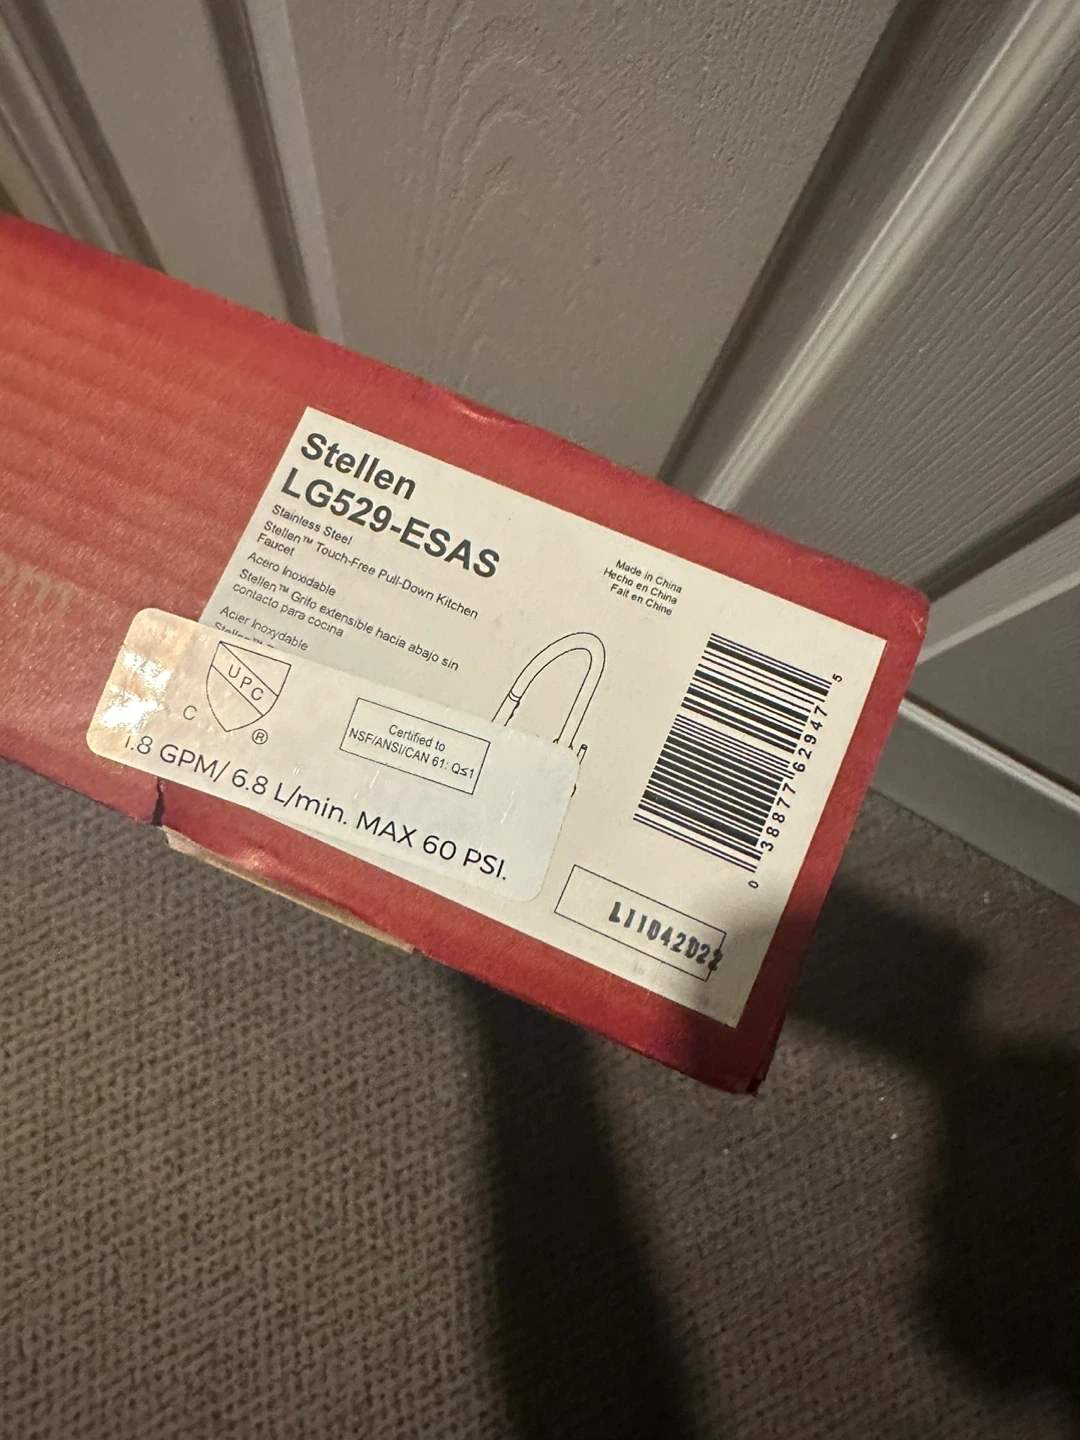 Stellen
LG529-ESAS
Stainless Steel
Stellen™ Touch-Free Pull-Down Kitchen
Faucet
Acero Inoxidable
Stellen™ Grifo extensible hacia abajo sin
contacto para cocina
Acier Inoxydable
Made in China
Hecho en China
Fait en Chine
UPC
C
®
Certified to
NSF/ANSI/CAN 61: Q≤1
1.8 GPM/ 6.8 L/min. MAX 60 PSI.
0 38877 62947 5
L11042022